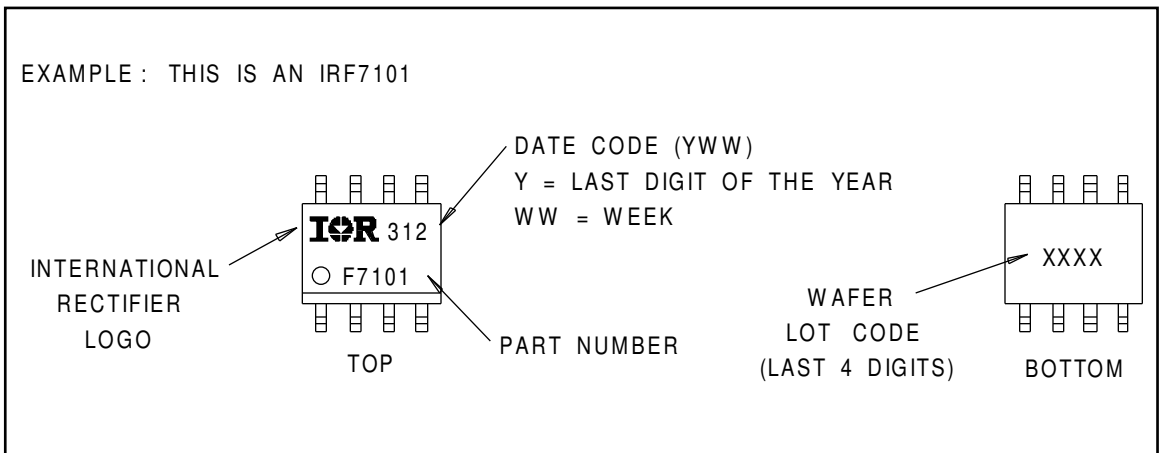 EXAMPLE : THIS IS AN IRF7101
DATE CODE (YWW)
Y = LAST DIGIT OF THE YEAR
WW = WEEK
INTERNATIONAL
RECTIFIER
LOGO
IOR 312
F7101
TOP
PART NUMBER
WAFER
LOT CODE
(LAST 4 DIGITS)
XXXX
BOTTOM